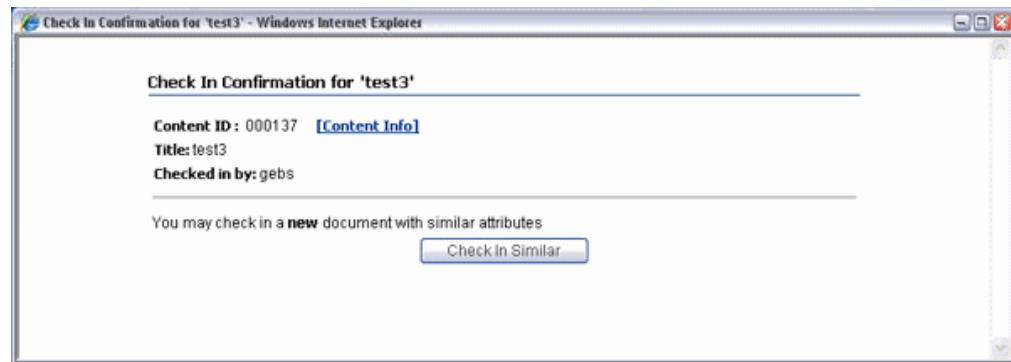 Check In Confirmation for 'test3' - Windows Internet Explorer
Check In Confirmation for 'test3'
Content ID : 000137 [Content Info]
Title: test3
Checked in by: gebs
You may check in a new document with similar attributes
Check In Similar